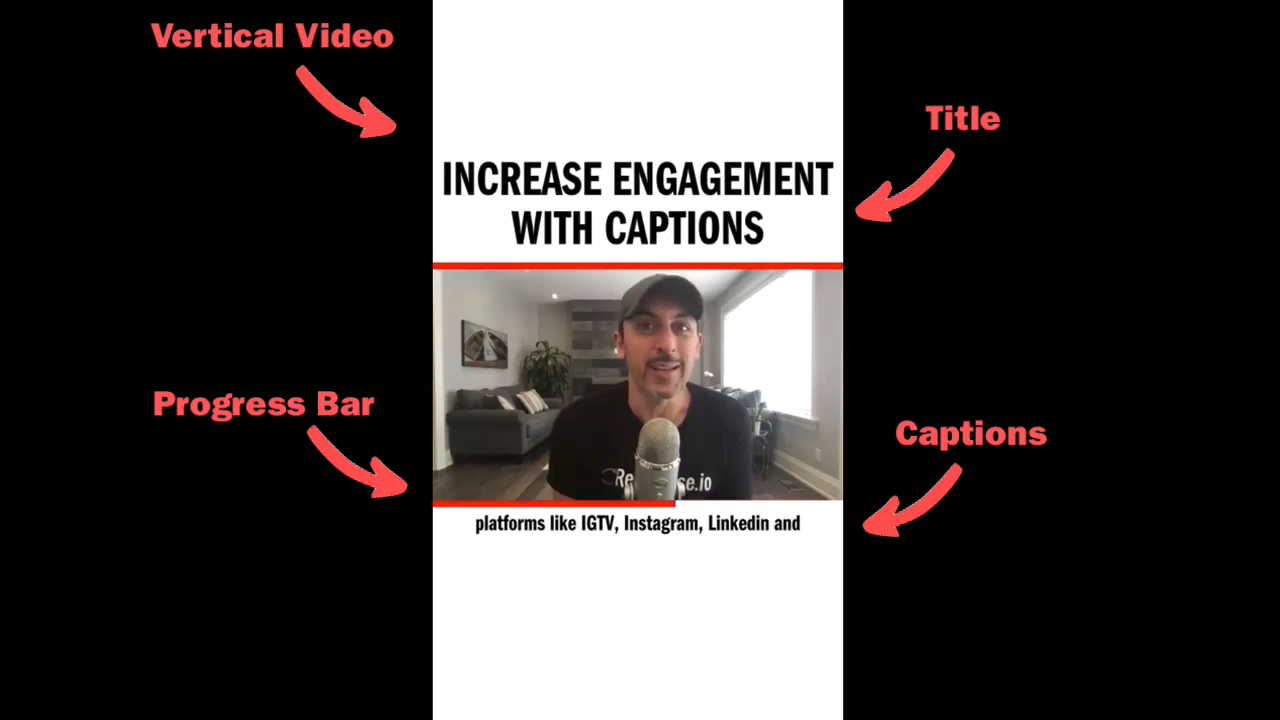 Vertical Video
Title
INCREASE ENGAGEMENT
WITH CAPTIONS
Progress Bar
Captions
platforms like IGTV, Instagram, Linkedin and